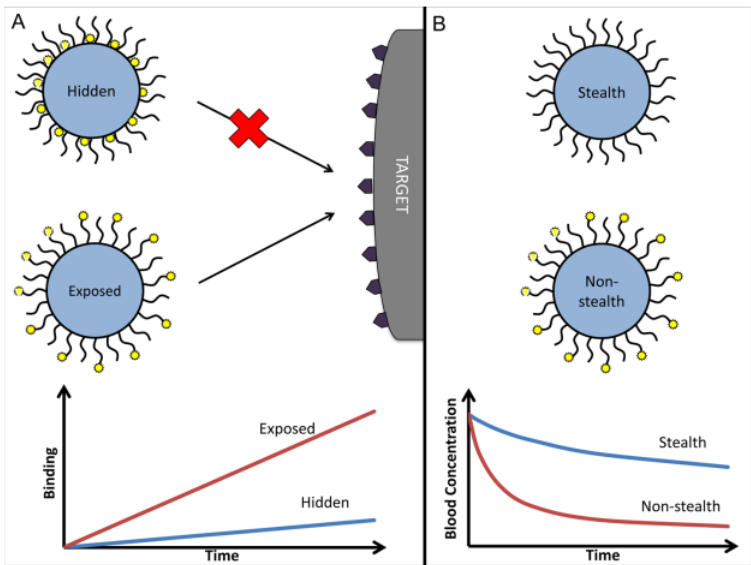 A
Hidden
TARGET
Exposed
Binding
Exposed
Hidden
Time
B
Stealth
Non-
stealth
Blood Concentration
Stealth
Non-stealth
Time